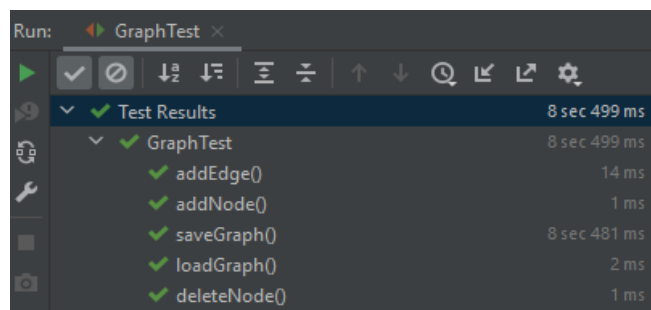 Run: GraphTest
Test Results 8 sec 499 ms
GraphTest 8 sec 499 ms
addEdge() 14 ms
addNode() 1 ms
saveGraph() 8 sec 481 ms
loadGraph() 2 ms
deleteNode() 1 ms